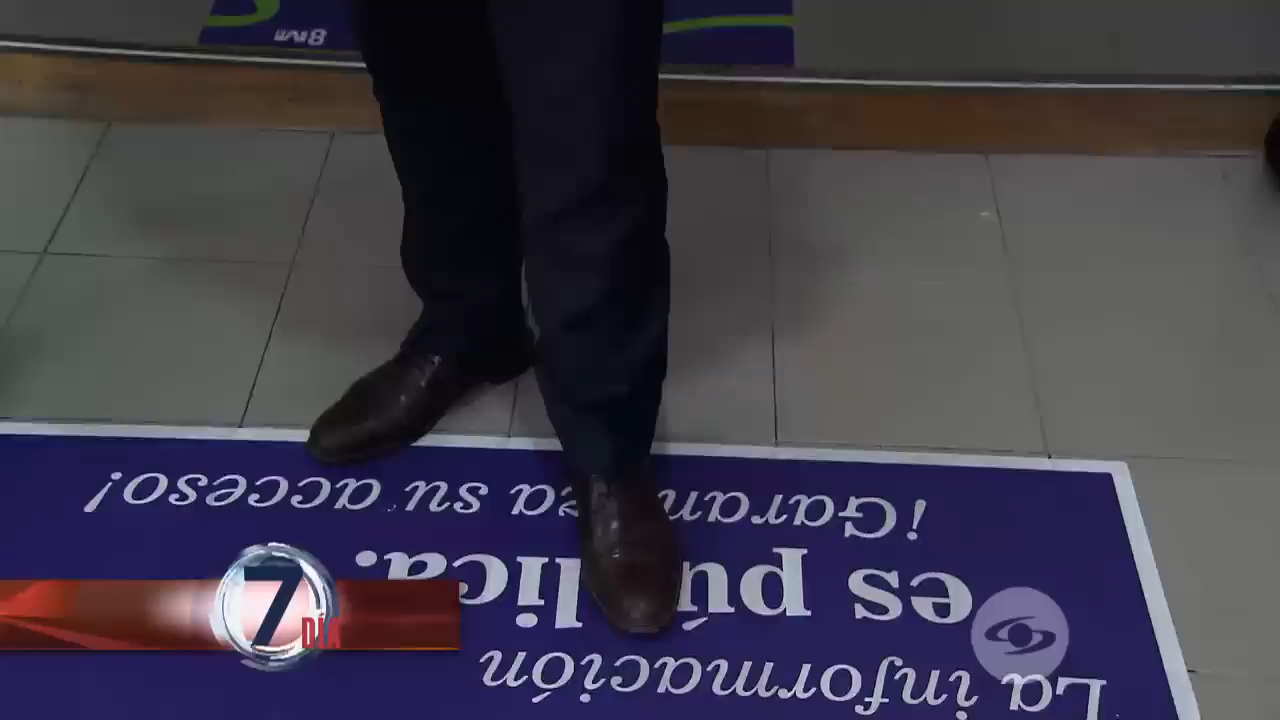 La información
es pública.
¡Garantiza su acceso!
7
DÍA